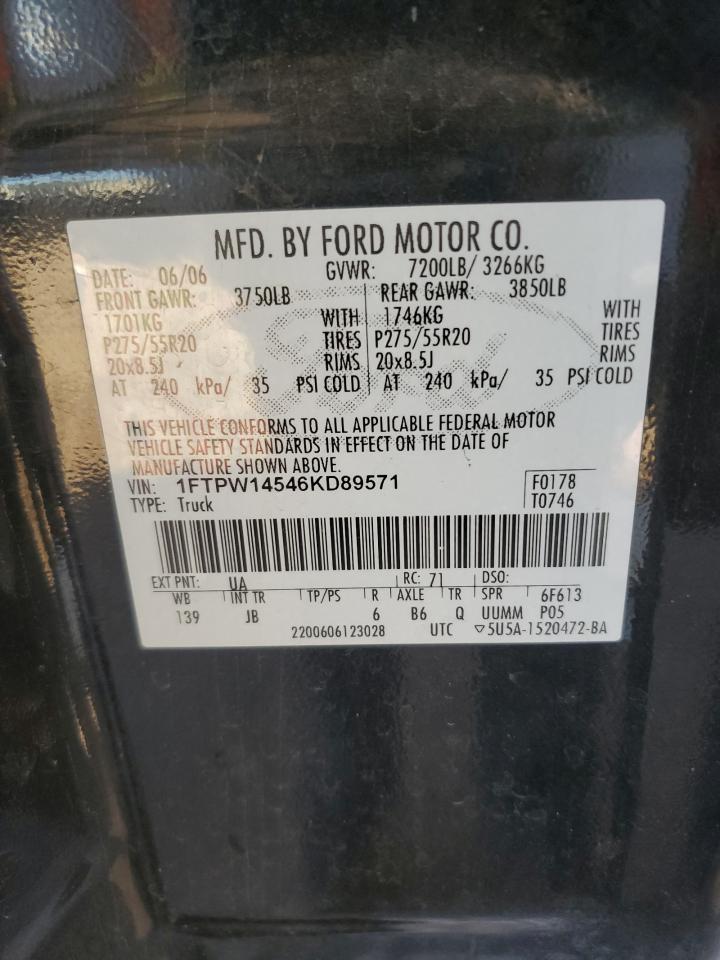 MFD. BY FORD MOTOR CO.
DATE: 06/06 GVWR: 7200LB/ 3266KG
FRONT GAWR: 3750LB REAR GAWR: 3850LB
1701KG WITH 1746KG WITH
P275/55R20 TIRES P275/55R20 TIRES
20x8.5J RIMS 20x8.5J RIMS
AT 240 kPa/ 35 PSI COLD AT 240 kPa/ 35 PSI COLD
THIS VEHICLE CONFORMS TO ALL APPLICABLE FEDERAL MOTOR
VEHICLE SAFETY STANDARDS IN EFFECT ON THE DATE OF
MANUFACTURE SHOWN ABOVE.
VIN: 1FTPW14546KD89571 F0178
TYPE: Truck T0746
EXT PNT: UA RC: 71 DSO:
WB INT TR TP/PS R AXLE TR SPR 6F613
139 JB 6 B6 Q UUMM P05
2200606123028 UTC ▽5U5A-1520472-BA